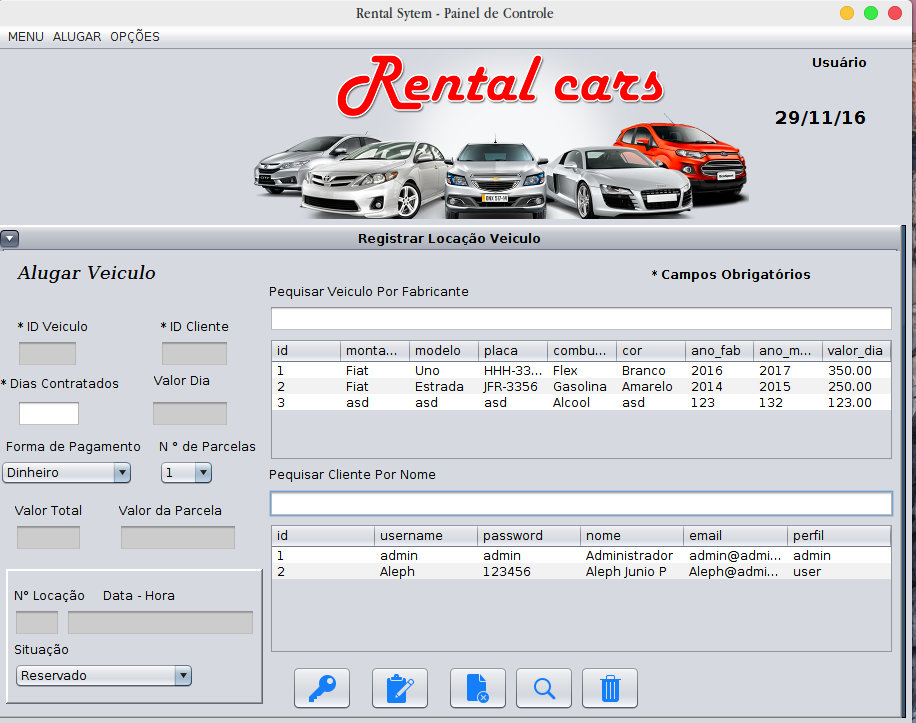 Rental Sytem - Painel de Controle
MENU ALUGAR OPÇÕES
Rental cars
Usuário
29/11/16
Registrar Locação Veiculo
Alugar Veiculo
* Campos Obrigatórios
Pequisar Veiculo Por Fabricante
* ID Veiculo * ID Cliente
* Dias Contratados Valor Dia
Forma de Pagamento N ° de Parcelas
Dinheiro 1
Valor Total Valor da Parcela
N° Locação Data - Hora
Situação
Reservado
id monta... modelo placa combu... cor ano_fab ano_m... valor_dia
1 Fiat Uno HHH-33... Flex Branco 2016 2017 350.00
2 Fiat Estrada JFR-3356 Gasolina Amarelo 2014 2015 250.00
3 asd asd asd Alcool asd 123 132 123.00
Pequisar Cliente Por Nome
id username password nome email perfil
1 admin admin Administrador admin@admi... admin
2 Aleph 123456 Aleph Junio P Aleph@admi... user